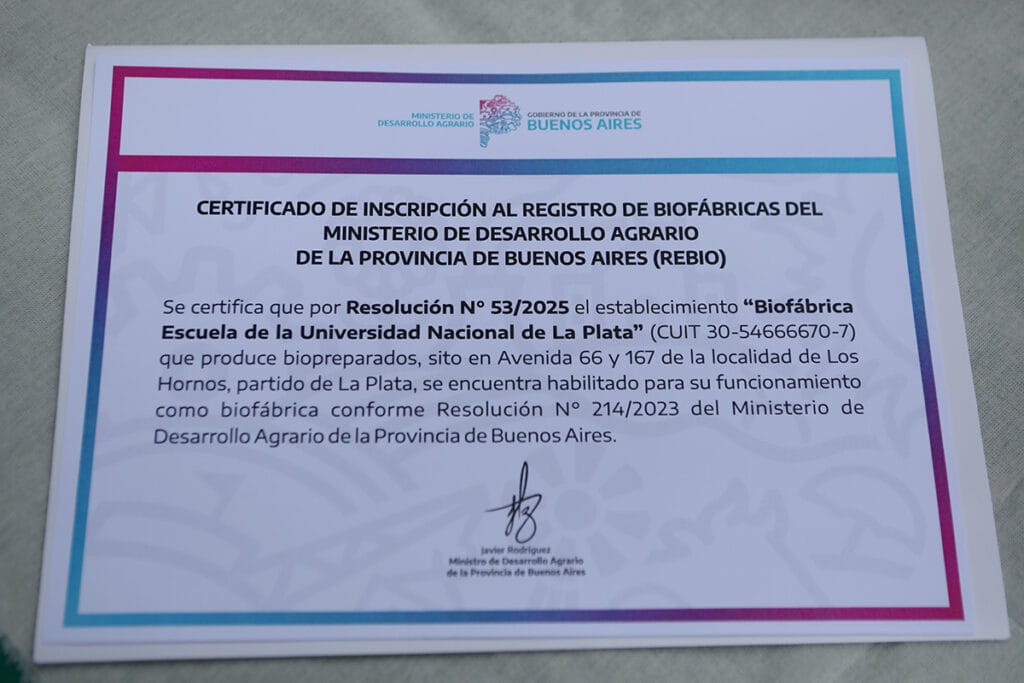 MINISTERIO DE
DESARROLLO AGRARIO
GOBIERNO DE LA PROVINCIA DE
BUENOS AIRES
CERTIFICADO DE INSCRIPCIÓN AL REGISTRO DE BIOFÁBRICAS DEL
MINISTERIO DE DESARROLLO AGRARIO
DE LA PROVINCIA DE BUENOS AIRES (REBIO)
Se certifica que por Resolución N° 53/2025 el establecimiento “Biofábrica
Escuela de la Universidad Nacional de La Plata” (CUIT 30-54666670-7)
que produce biopreparados, sito en Avenida 66 y 167 de la localidad de Los
Hornos, partido de La Plata, se encuentra habilitado para su funcionamiento
como biofábrica conforme Resolución N° 214/2023 del Ministerio de
Desarrollo Agrario de la Provincia de Buenos Aires.
Javier Rodríguez
Ministro de Desarrollo Agrario
de la Provincia de Buenos Aires